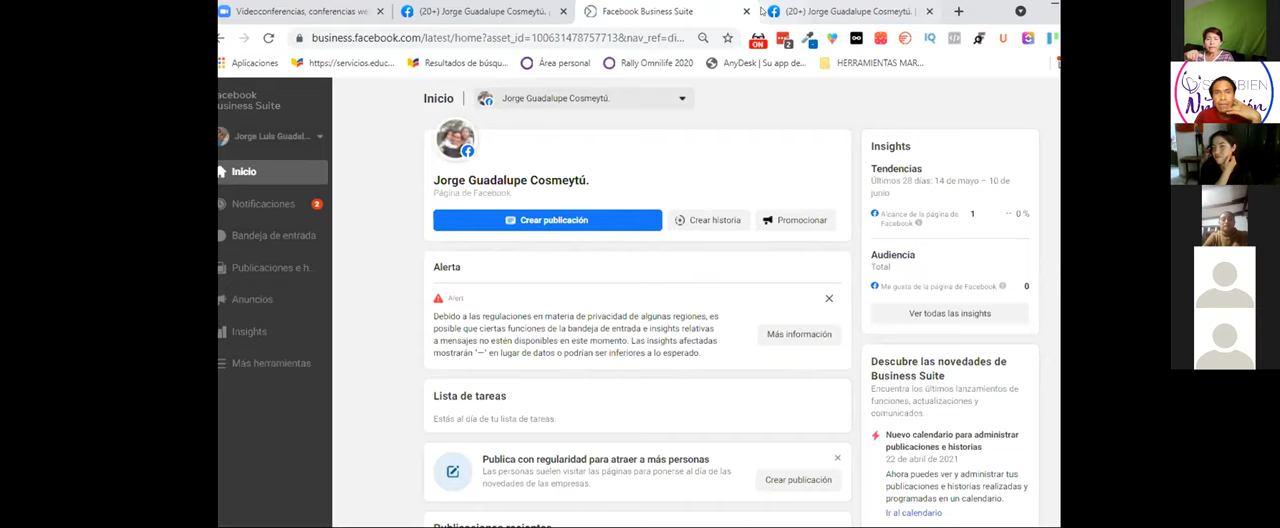 Videoconferencias, conferencias we
(20+) Jorge Guadalupe Cosmeytú.
Facebook Business Suite
(20+) Jorge Guadalupe Cosmeytú. |
business.facebook.com/latest/home?asset_id=100631478757713&nav_ref=di...
ON
2
Aplicaciones
https://servicios.educ...
Resultados de búsqu...
Área personal
Rally Omnilife 2020
AnyDesk | Su app de...
HERRAMIENTAS MAR...
facebook
Business Suite
Jorge Luis Guadal...
Inicio
Notificaciones
2
Bandeja de entrada
Publicaciones e h...
Anuncios
Insights
Más herramientas
Inicio
Jorge Guadalupe Cosmeytú.
Jorge Guadalupe Cosmeytú.
Página de Facebook
Crear publicación
Crear historia
Promocionar
Alerta
Alert
Debido a las regulaciones en materia de privacidad de algunas regiones, es
posible que ciertas funciones de la bandeja de entrada e insights relativas
a mensajes no estén disponibles en este momento. Las insights afectadas
mostrarán "—" en lugar de datos o podrían ser inferiores a lo esperado.
Más información
Lista de tareas
Estás al día de tu lista de tareas.
Publica con regularidad para atraer a más personas
Las personas suelen visitar las páginas para ponerse al día de las
novedades de las empresas.
Crear publicación
Publicaciones recientes
Insights
Tendencias
Últimos 28 días: 14 de mayo – 10 de
junio
Alcance de la página de
Facebook
1
0 %
Audiencia
Total
Me gusta de la página de Facebook
0
Ver todas las insights
Descubre las novedades de
Business Suite
Encuentra los últimos lanzamientos de
funciones, actualizaciones y
comunicados.
Nuevo calendario para administrar
publicaciones e historias
22 de abril de 2021
Ahora puedes ver y administrar tus
publicaciones e historias realizadas y
programadas en un calendario.
Ir al calendario